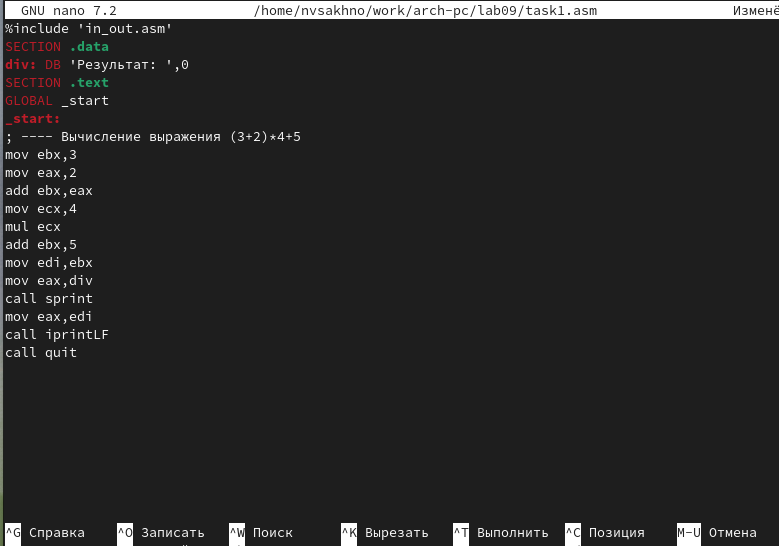 GNU nano 7.2 /home/nvsakhno/work/arch-pc/lab09/task1.asm Изменё
%include 'in_out.asm'
SECTION .data
div: DB 'Результат: ',0
SECTION .text
GLOBAL _start
_start:
; ---- Вычисление выражения (3+2)*4+5
mov ebx,3
mov eax,2
add ebx,eax
mov ecx,4
mul ecx
add ebx,5
mov edi,ebx
mov eax,div
call sprint
mov eax,edi
call iprintLF
call quit
^G Справка ^O Записать ^W Поиск ^K Вырезать ^T Выполнить ^C Позиция M-U Отмена